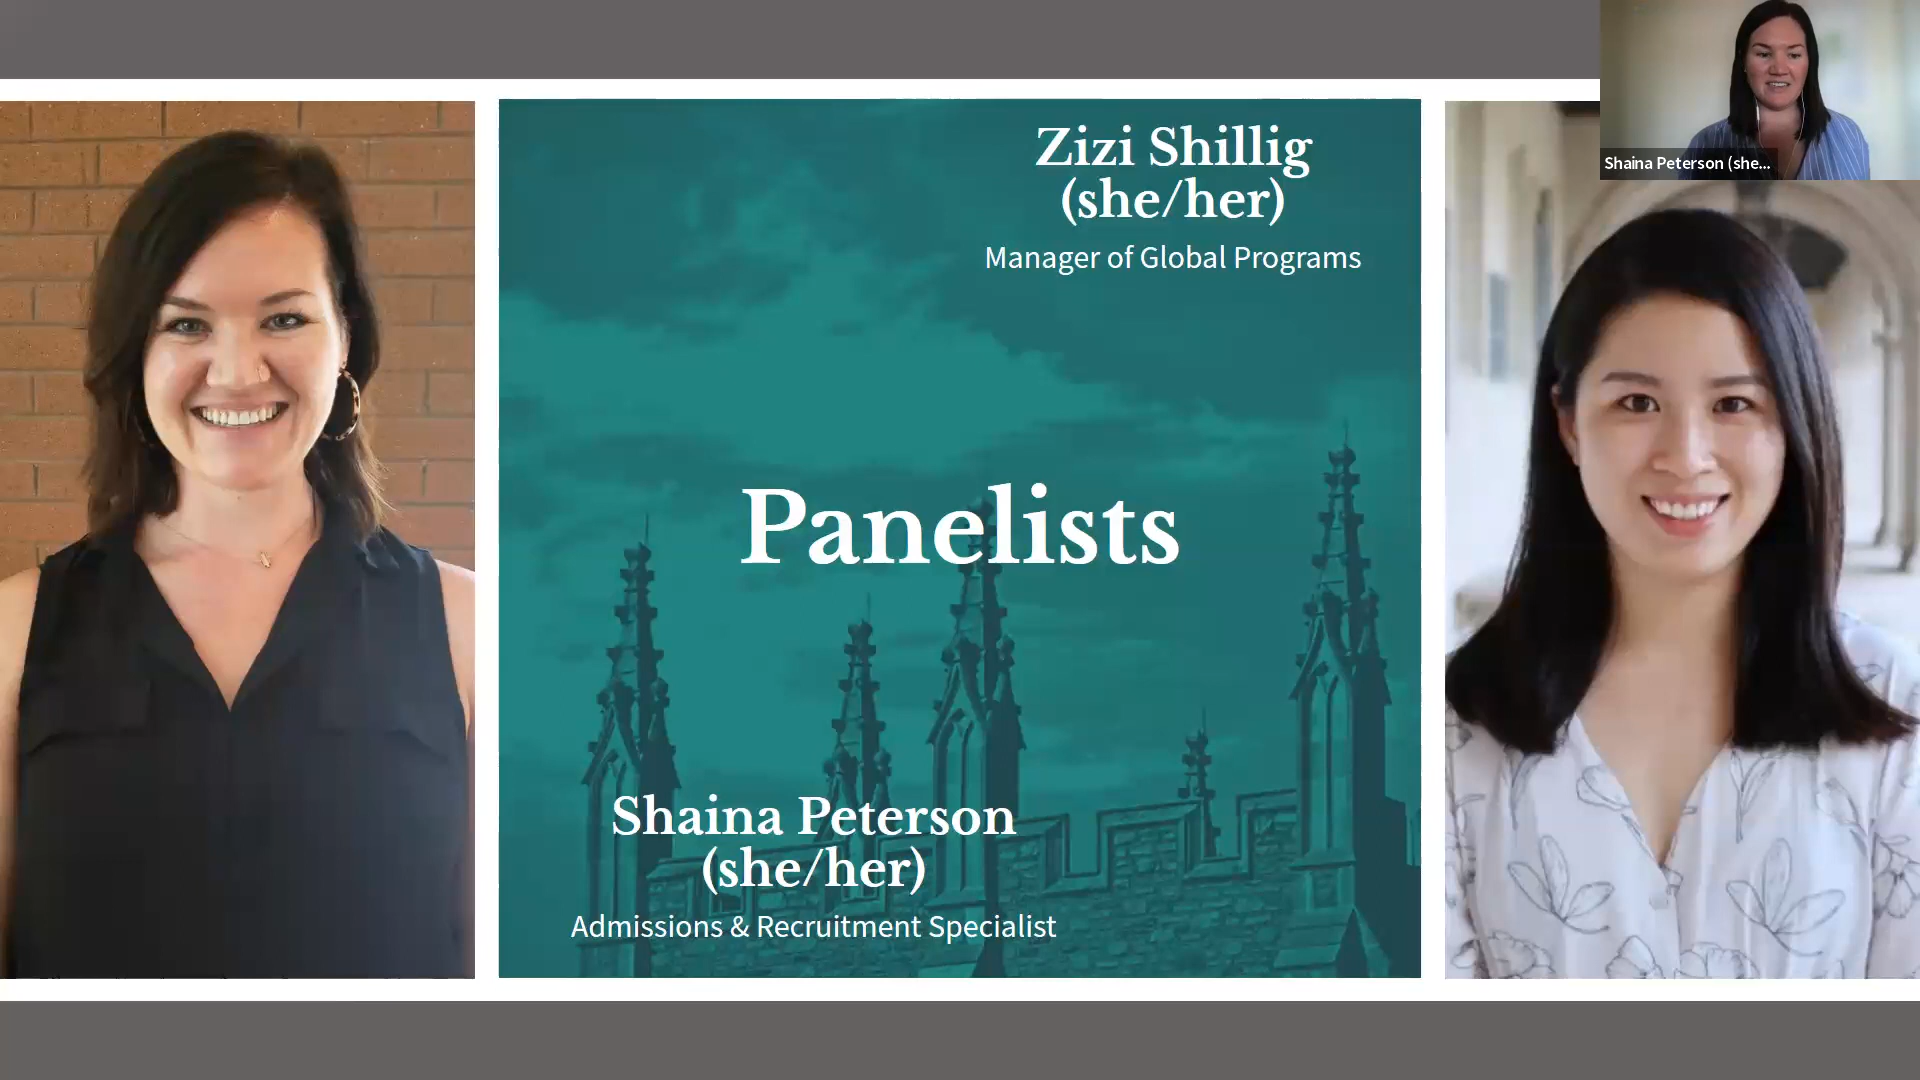 Shaina Peterson (she...
Zizi Shillig
(she/her)
Manager of Global Programs
Panelists
Shaina Peterson
(she/her)
Admissions & Recruitment Specialist